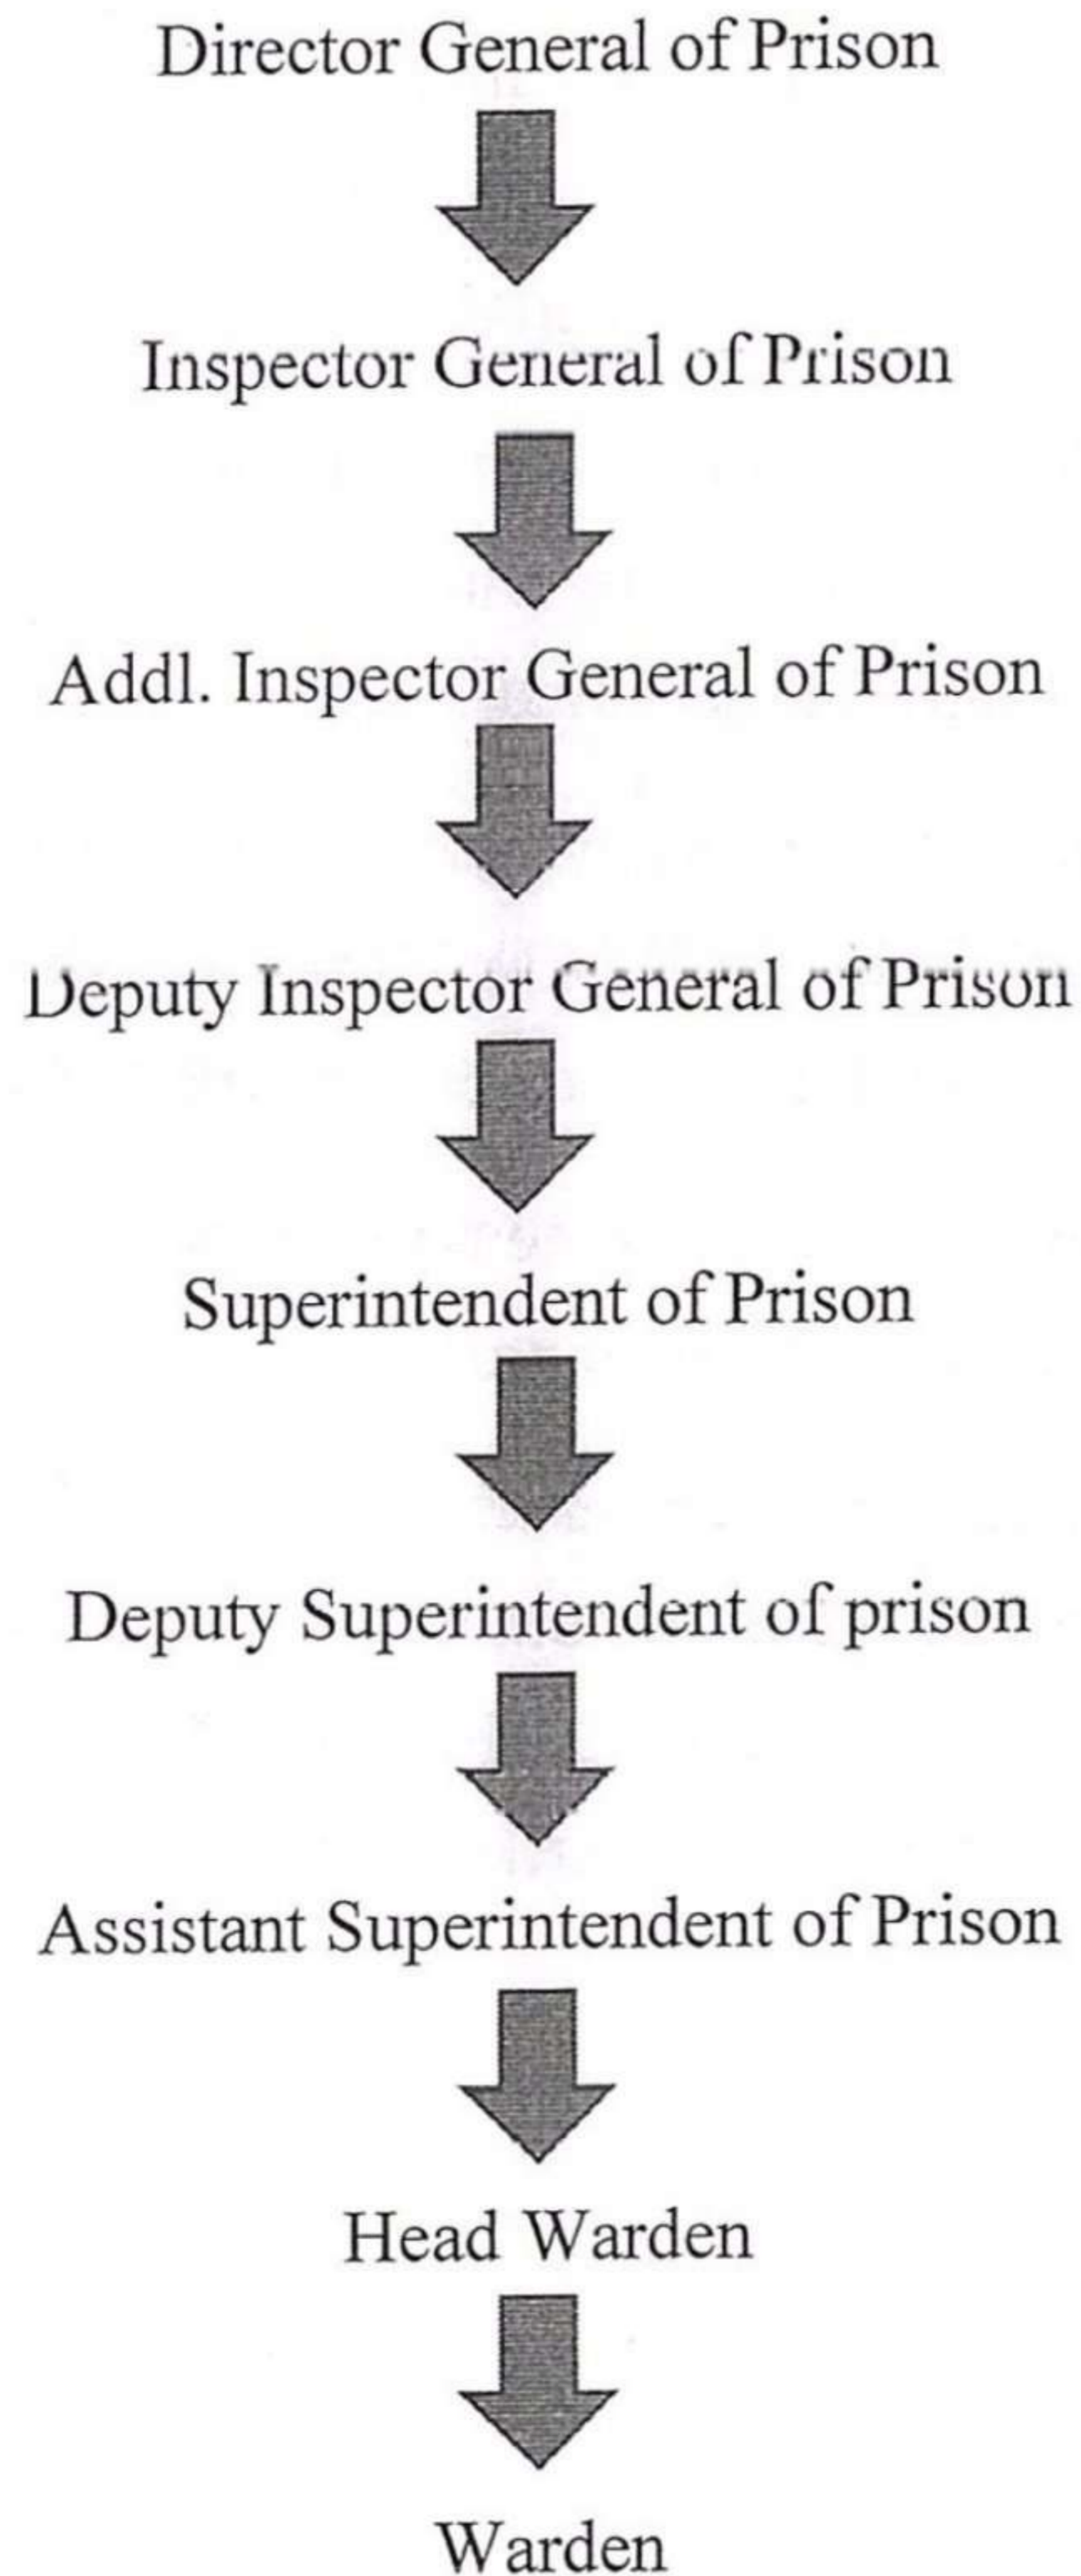 Director General of Prison
Inspector General of Prison
Addl. Inspector General of Prison
Deputy Inspector General of Prison
Superintendent of Prison
Deputy Superintendent of prison
Assistant Superintendent of Prison
Head Warden
Warden